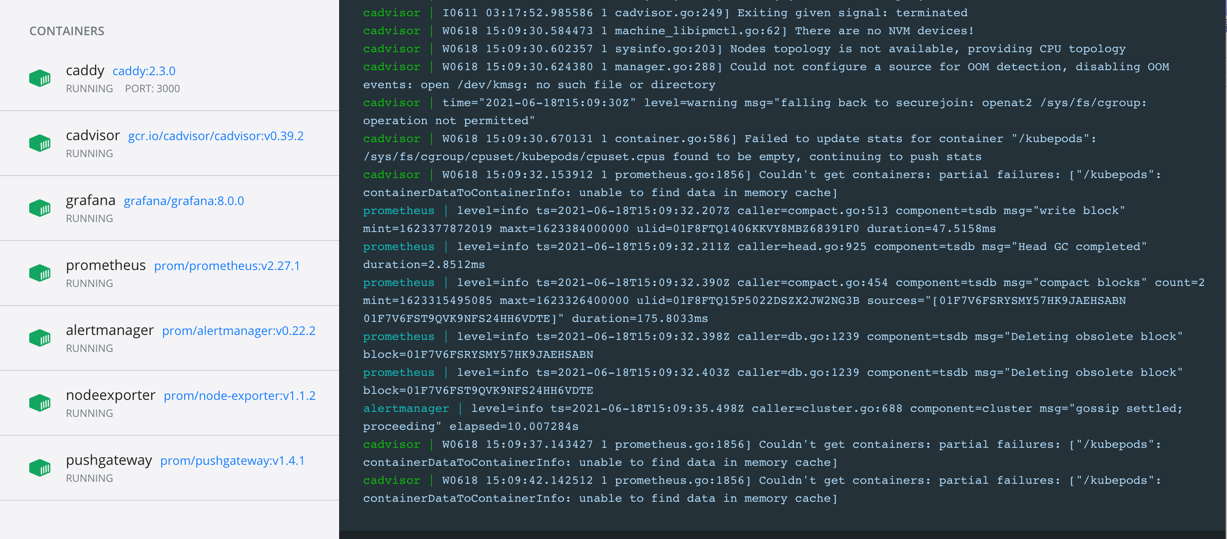 CONTAINERS
caddy caddy:2.3.0
RUNNING PORT: 3000
cadvisor gcr.io/cadvisor/cadvisor:v0.39.2
RUNNING
grafana grafana/grafana:8.0.0
RUNNING
prometheus prom/prometheus:v2.27.1
RUNNING
alertmanager prom/alertmanager:v0.22.2
RUNNING
nodeexporter prom/node-exporter:v1.1.2
RUNNING
pushgateway prom/pushgateway:v1.4.1
RUNNING
cadvisor | I0611 03:17:52.985586 1 cadvisor.go:249] Exiting given signal: terminated
cadvisor | W0618 15:09:30.584473 1 machine_libipmctl.go:62] There are no NVM devices!
cadvisor | W0618 15:09:30.602357 1 sysinfo.go:203] Nodes topology is not available, providing CPU topology
cadvisor | W0618 15:09:30.624380 1 manager.go:288] Could not configure a source for OOM detection, disabling OOM
events: open /dev/kmsg: no such file or directory
cadvisor | time="2021-06-18T15:09:30Z" level=warning msg="falling back to securejoin: openat2 /sys/fs/cgroup:
operation not permitted"
cadvisor | W0618 15:09:30.670131 1 container.go:586] Failed to update stats for container "/kubepods":
/sys/fs/cgroup/cpuset/kubepods/cpuset.cpus found to be empty, continuing to push stats
cadvisor | W0618 15:09:32.153912 1 prometheus.go:1856] Couldn't get containers: partial failures: ["/kubepods":
containerDataToContainerInfo: unable to find data in memory cache]
prometheus | level=info ts=2021-06-18T15:09:32.207Z caller=compact.go:513 component=tsdb msg="write block"
mint=1623377872019 maxt=1623384000000 ulid=01F8FTQ1406KKVY8MBZ68391F0 duration=47.5158ms
prometheus | level=info ts=2021-06-18T15:09:32.211Z caller=head.go:925 component=tsdb msg="Head GC completed"
duration=2.8512ms
prometheus | level=info ts=2021-06-18T15:09:32.390Z caller=compact.go:454 component=tsdb msg="compact blocks" count=2
mint=1623315495085 maxt=1623326400000 ulid=01F8FTQ15P5022DSZX2JW2NG3B sources="[01F7V6FSRYSMY57HK9JAEHSABN
01F7V6FST9QVK9NFS24HH6VDTE]" duration=175.8033ms
prometheus | level=info ts=2021-06-18T15:09:32.398Z caller=db.go:1239 component=tsdb msg="Deleting obsolete block"
block=01F7V6FSRYSMY57HK9JAEHSABN
prometheus | level=info ts=2021-06-18T15:09:32.403Z caller=db.go:1239 component=tsdb msg="Deleting obsolete block"
block=01F7V6FST9QVK9NFS24HH6VDTE
alertmanager | level=info ts=2021-06-18T15:09:35.498Z caller=cluster.go:688 component=cluster msg="gossip settled;
proceeding" elapsed=10.007284s
cadvisor | W0618 15:09:37.143427 1 prometheus.go:1856] Couldn't get containers: partial failures: ["/kubepods":
containerDataToContainerInfo: unable to find data in memory cache]
cadvisor | W0618 15:09:42.142512 1 prometheus.go:1856] Couldn't get containers: partial failures: ["/kubepods":
containerDataToContainerInfo: unable to find data in memory cache]